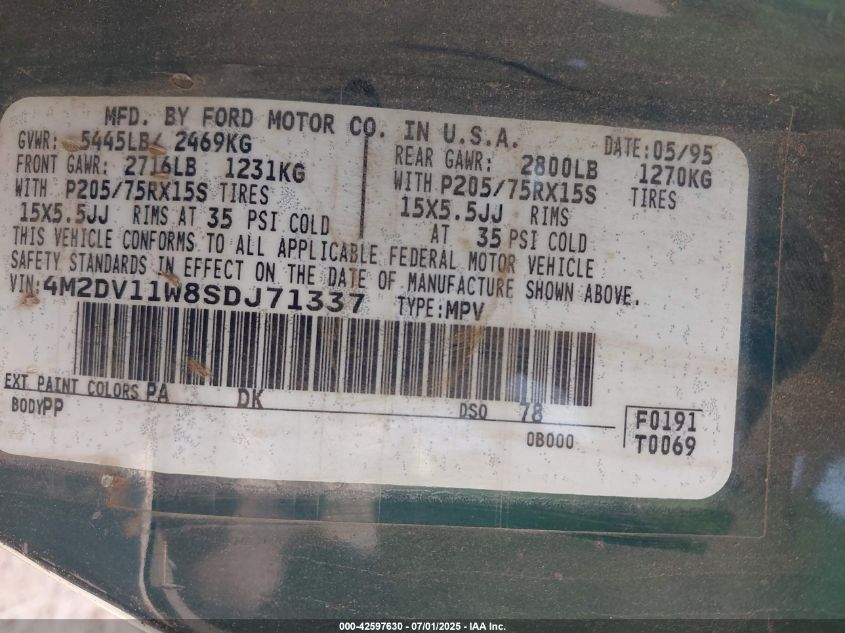 MFD. BY FORD MOTOR CO. IN U.S.A.
DATE: 05/95
GVWR: 5445LB/ 2469KG
FRONT GAWR: 2716LB 1231KG
WITH P205/75RX15S TIRES
15X5.5JJ RIMS AT 35 PSI COLD
REAR GAWR: 2800LB 1270KG
WITH P205/75RX15S TIRES
15X5.5JJ RIMS
AT 35 PSI COLD
THIS VEHICLE CONFORMS TO ALL APPLICABLE FEDERAL MOTOR VEHICLE
SAFETY STANDARDS IN EFFECT ON THE DATE OF MANUFACTURE SHOWN ABOVE.
VIN: 4M2DV11W8SDJ71337 TYPE: MPV
EXT PAINT COLORS PA DK DSO 78
BODY PP
0B000
F0191
T0069
000-42597630 - 07/01/2025 - IAA Inc.